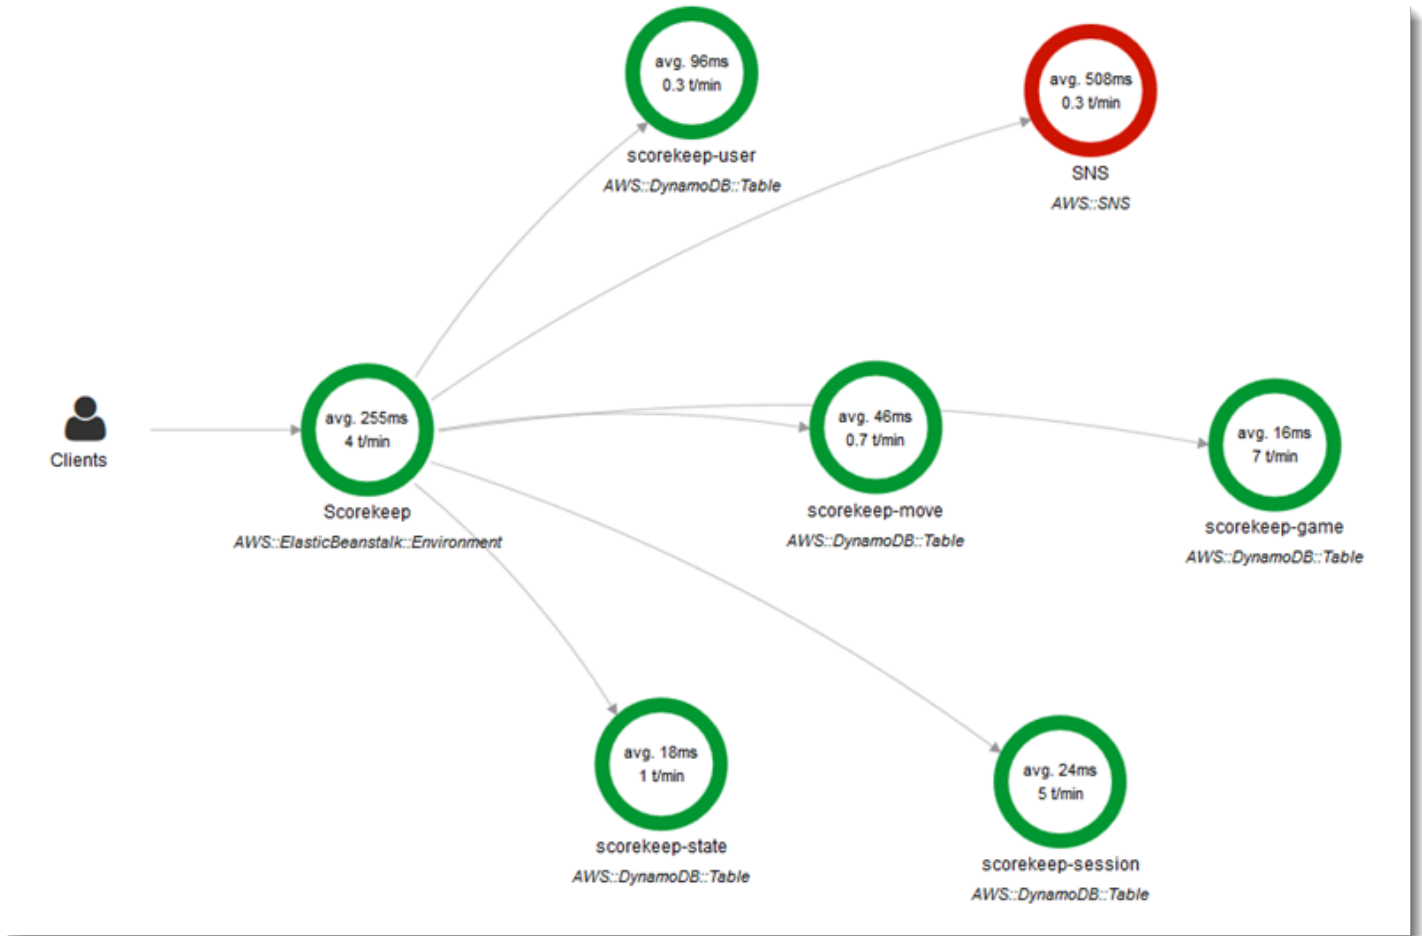 avg. 96ms
0.3 t/min
scorekeep-user
AWS::DynamoDB::Table
avg. 508ms
0.3 t/min
SNS
AWS::SNS
Clients
avg. 255ms
4 t/min
Scorekeep
AWS::ElasticBeanstalk::Environment
avg. 46ms
0.7 t/min
scorekeep-move
AWS::DynamoDB::Table
avg. 16ms
7 t/min
scorekeep-game
AWS::DynamoDB::Table
avg. 18ms
1 t/min
scorekeep-state
AWS::DynamoDB::Table
avg. 24ms
5 t/min
scorekeep-session
AWS::DynamoDB::Table